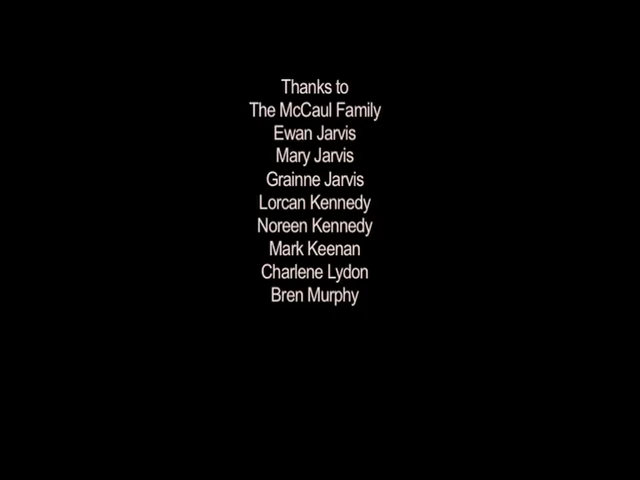 Thanks to
The McCaul Family
Ewan Jarvis
Mary Jarvis
Grainne Jarvis
Lorcan Kennedy
Noreen Kennedy
Mark Keenan
Charlene Lydon
Bren Murphy